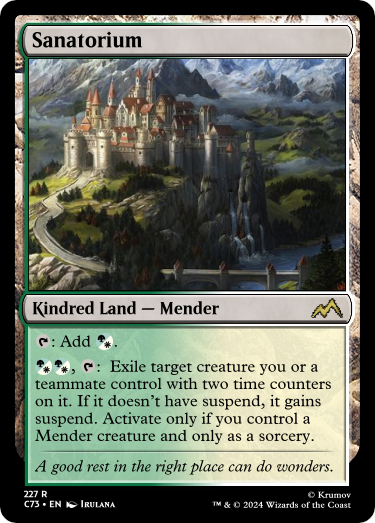 Sanatorium
Kindred Land — Mender
: Add .
, : Exile target creature you or a
teammate control with two time counters
on it. If it doesn't have suspend, it gains
suspend. Activate only if you control a
Mender creature and only as a sorcery.
A good rest in the right place can do wonders.
227 R
© Krumov
C73 • EN Irulana
™ & © 2024 Wizards of the Coast